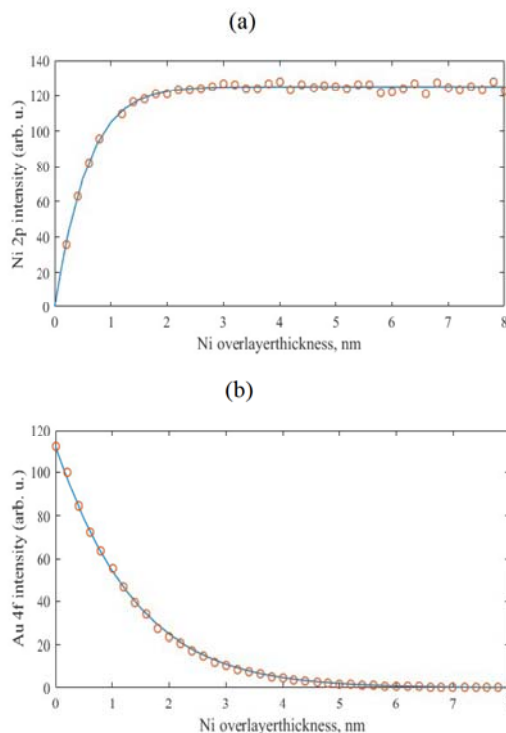 (a)
140
120
100
80
60
40
20
0
Ni 2p intensity (arb. u.)
0 1 2 3 4 5 6 7 8
Ni overlayerthickness, nm
(b)
120
100
80
60
40
20
0
Au 4f intensity (arb. u.)
0 1 2 3 4 5 6 7
Ni overlayerthickness, nm